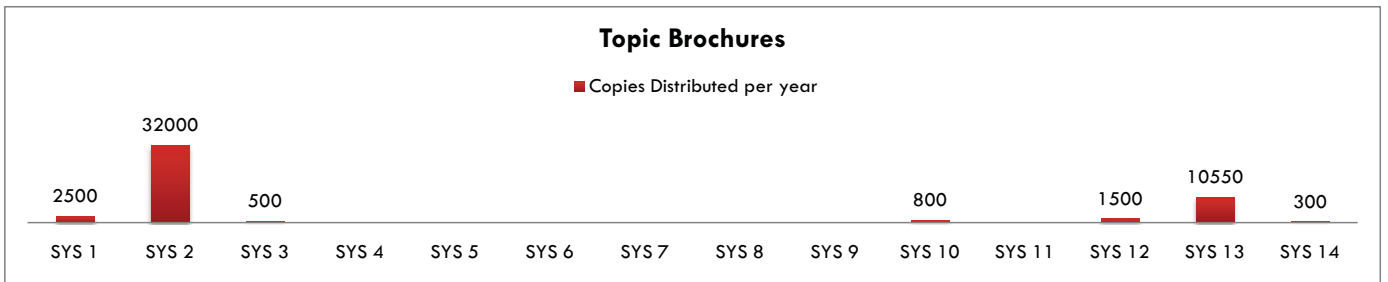 Topic Brochures
Copies Distributed per year
32000
10550
2500
500
800
1500
300
SYS 1 SYS 2 SYS 3 SYS 4 SYS 5 SYS 6 SYS 7 SYS 8 SYS 9 SYS 10 SYS 11 SYS 12 SYS 13 SYS 14